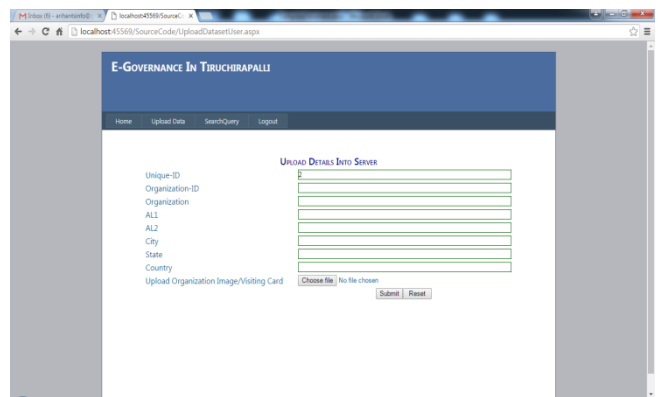 Inbox (6) - arihantsinfo@
localhost:45569/SourceC
localhost:45569/SourceCode/UploadDatasetUser.aspx
E-Governance In Tiruchirapalli
Home Upload Data SearchQuery Logout
Upload Details Into Server
Unique-ID 2
Organization-ID
Organization
AL1
AL2
City
State
Country
Upload Organization Image/Visiting Card Choose file No file chosen
Submit Reset